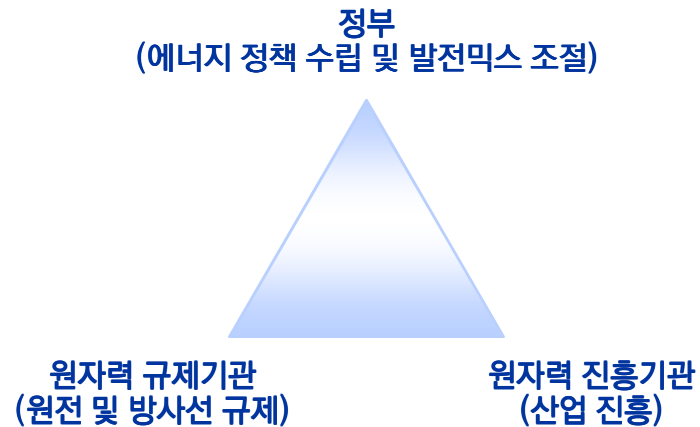 정부
(에너지 정책 수립 및 발전믹스 조절)
원자력 규제기관
(원전 및 방사선 규제)
원자력 진흥기관
(산업 진흥)